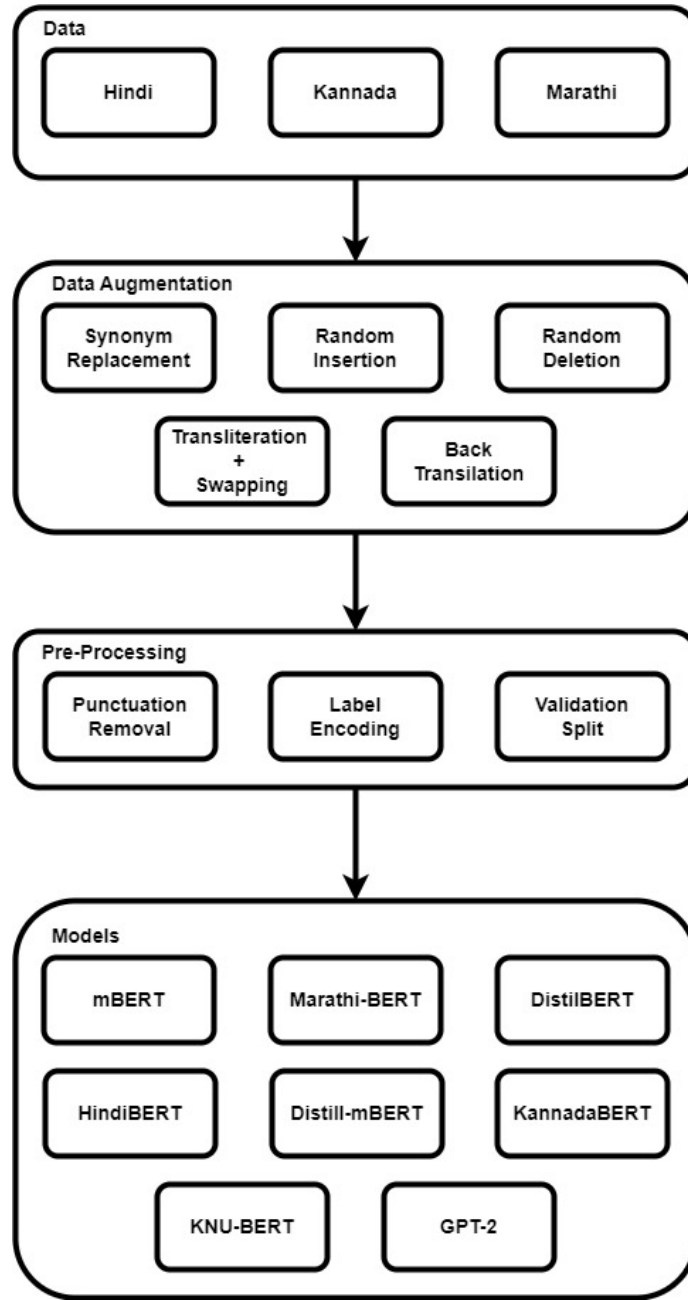 Data
Hindi
Kannada
Marathi
Data Augmentation
Synonym
Replacement
Random
Insertion
Random
Deletion
Transliteration
+
Swapping
Back
Transilation
Pre-Processing
Punctuation
Removal
Label
Encoding
Validation
Split
Models
mBERT
Marathi-BERT
DistilBERT
HindiBERT
Distill-mBERT
KannadaBERT
KNU-BERT
GPT-2